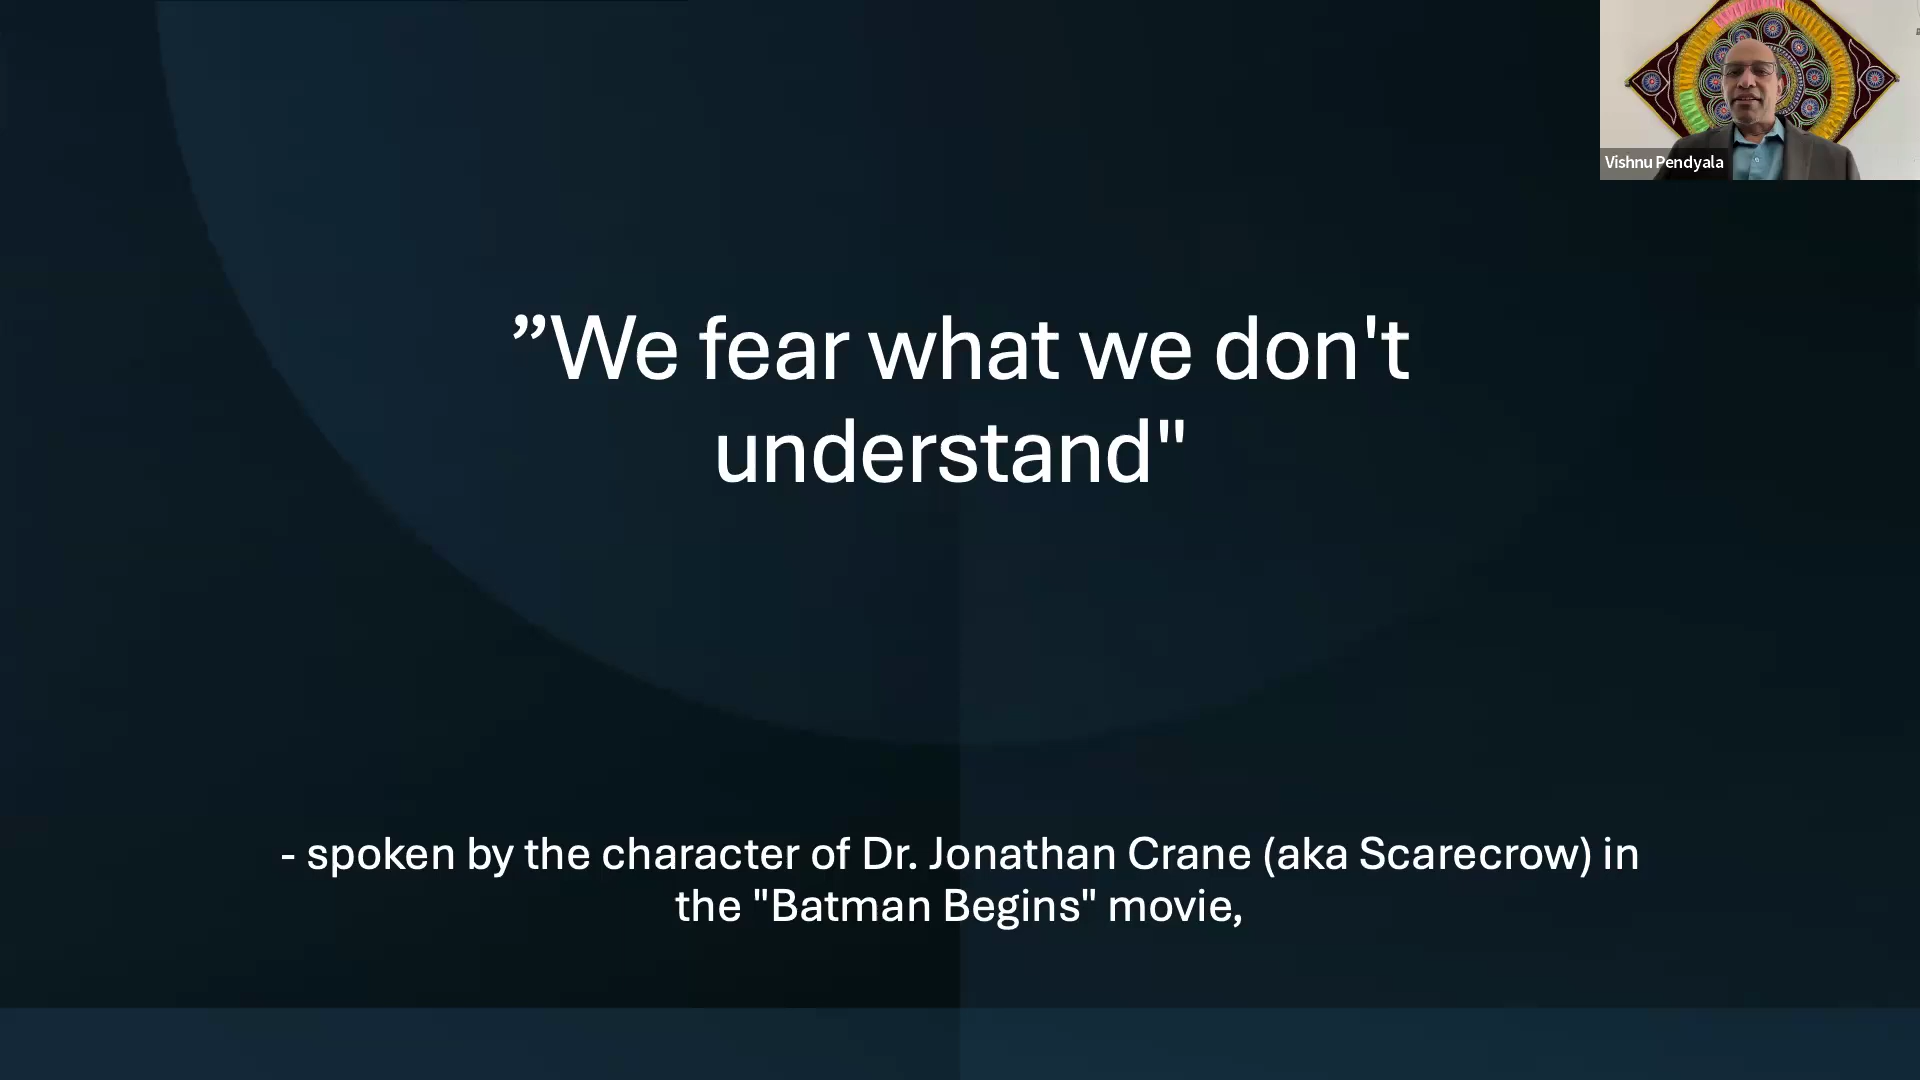 ”We fear what we don't
understand"
- spoken by the character of Dr. Jonathan Crane (aka Scarecrow) in
the "Batman Begins" movie,
Vishnu Pendyala